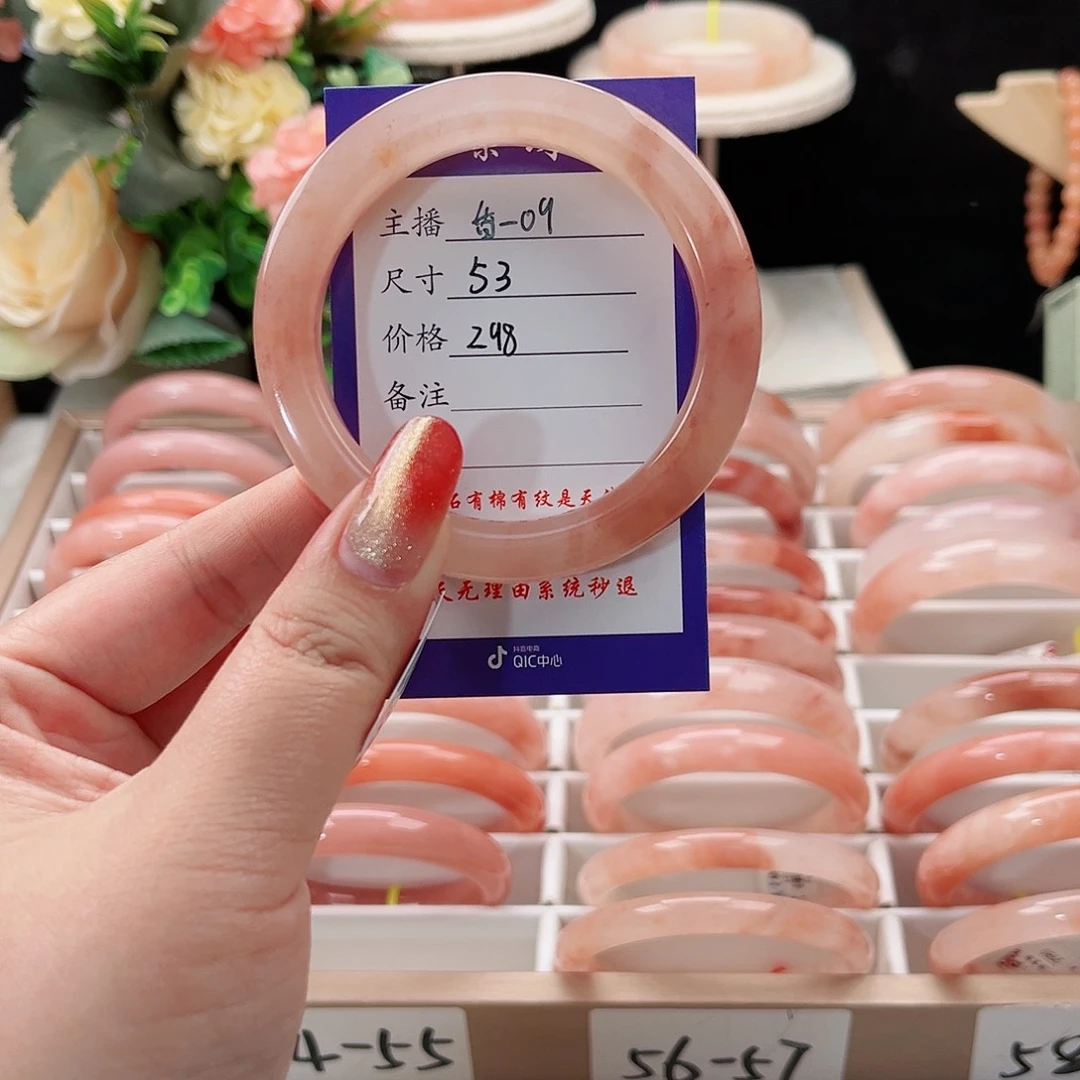 主播 -09
尺寸 53
价格 298
备注
有棉有纹是天
无理由系统秒退
抖音电商
QIC中心
4-55
56-57
58